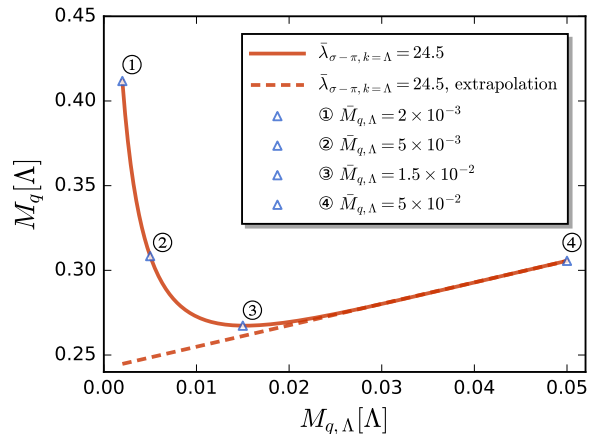 M_q[Λ]
0.45
0.40
0.35
0.30
0.25
①
②
③
④
λ̄_{σ−π, k=Λ} = 24.5
λ̄_{σ−π, k=Λ} = 24.5, extrapolation
① M̄_{q,Λ} = 2 × 10⁻³
② M̄_{q,Λ} = 5 × 10⁻³
③ M̄_{q,Λ} = 1.5 × 10⁻²
④ M̄_{q,Λ} = 5 × 10⁻²
0.00 0.01 0.02 0.03 0.04 0.05
M_{q,Λ}[Λ]